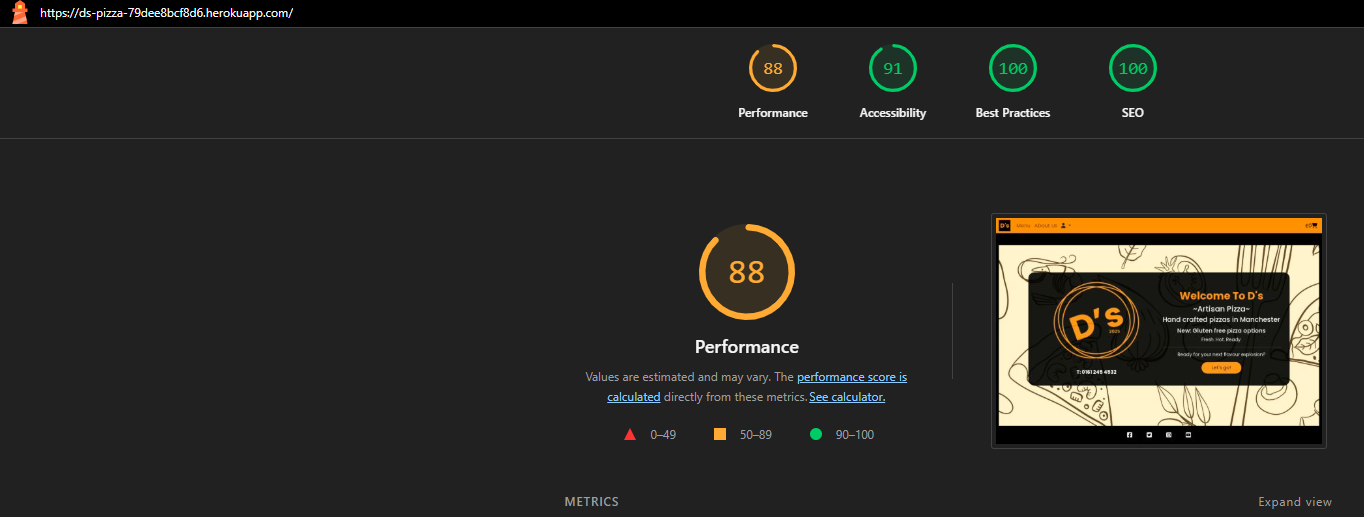 https://ds-pizza-79dee8bcf8d6.herokuapp.com/
88
91
100
100
Performance
Accessibility
Best Practices
SEO
88
Performance
Values are estimated and may vary. The performance score is
calculated directly from these metrics. See calculator.
0–49
50–89
90–100
D's
Menu
About Us
£0
D's
2025
T: 0161 245 4532
Welcome To D's
~Artisan Pizza~
Hand crafted pizzas in Manchester
New: Gluten free pizza options
Fresh. Hot. Ready.
Ready for your next flavour explosion?
Let's go!
METRICS
Expand view